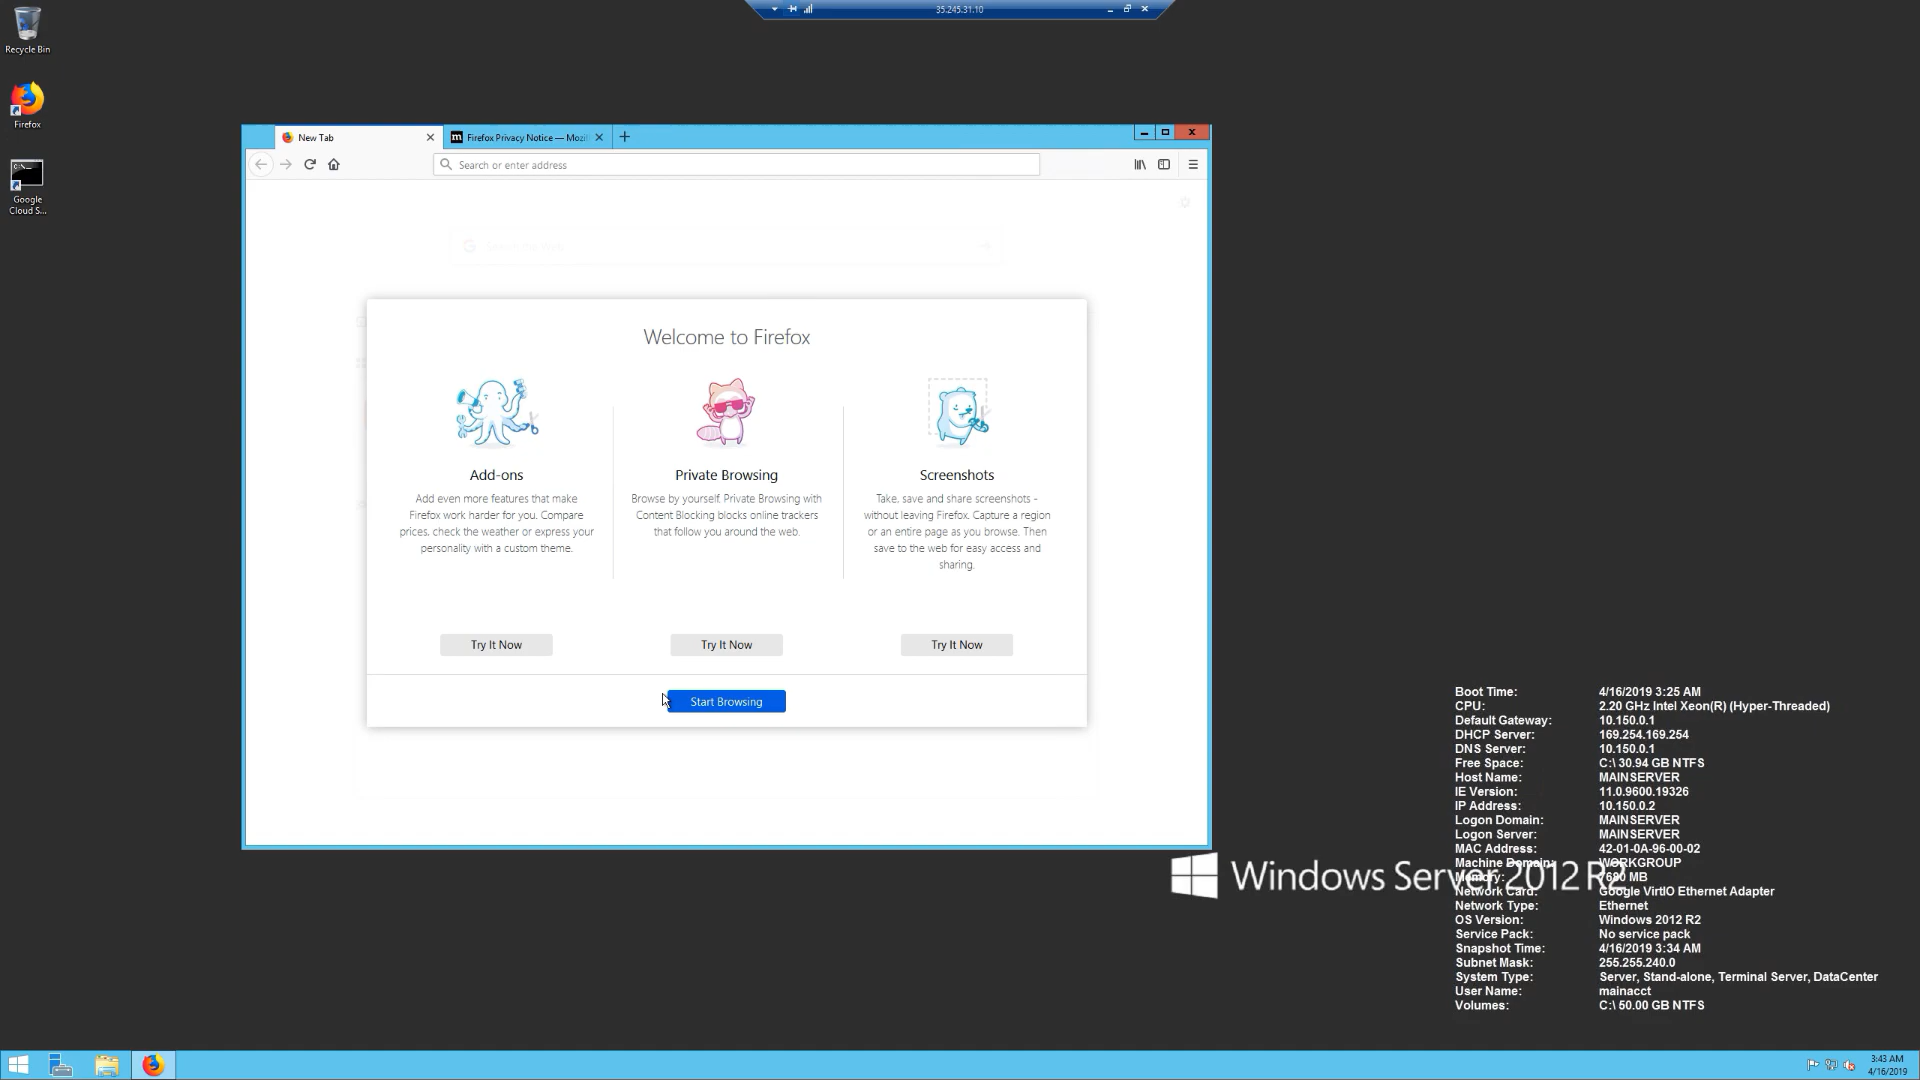 35.245.31.10
Recycle Bin
Firefox
Google
Cloud S...
New Tab
Firefox Privacy Notice — Mozil
Search or enter address
Welcome to Firefox
Add-ons
Add even more features that make
Firefox work harder for you. Compare
prices, check the weather or express your
personality with a custom theme.
Try It Now
Private Browsing
Browse by yourself. Private Browsing with
Content Blocking blocks online trackers
that follow you around the web.
Try It Now
Screenshots
Take, save and share screenshots -
without leaving Firefox. Capture a region
or an entire page as you browse. Then
save to the web for easy access and
sharing.
Try It Now
Start Browsing
Boot Time: 4/16/2019 3:25 AM
CPU: 2.20 GHz Intel Xeon(R) (Hyper-Threaded)
Default Gateway: 10.150.0.1
DHCP Server: 169.254.169.254
DNS Server: 10.150.0.1
Free Space: C:\ 30.94 GB NTFS
Host Name: MAINSERVER
IE Version: 11.0.9600.19326
IP Address: 10.150.0.2
Logon Domain: MAINSERVER
Logon Server: MAINSERVER
MAC Address: 42-01-0A-96-00-02
Machine Domain: WORKGROUP
Memory: 7680 MB
Network Card: Google VirtIO Ethernet Adapter
Network Type: Ethernet
OS Version: Windows 2012 R2
Service Pack: No service pack
Snapshot Time: 4/16/2019 3:34 AM
Subnet Mask: 255.255.240.0
System Type: Server, Stand-alone, Terminal Server, DataCenter
User Name: mainacct
Volumes: C:\ 50.00 GB NTFS
Windows Server 2012 R2
3:43 AM
4/16/2019